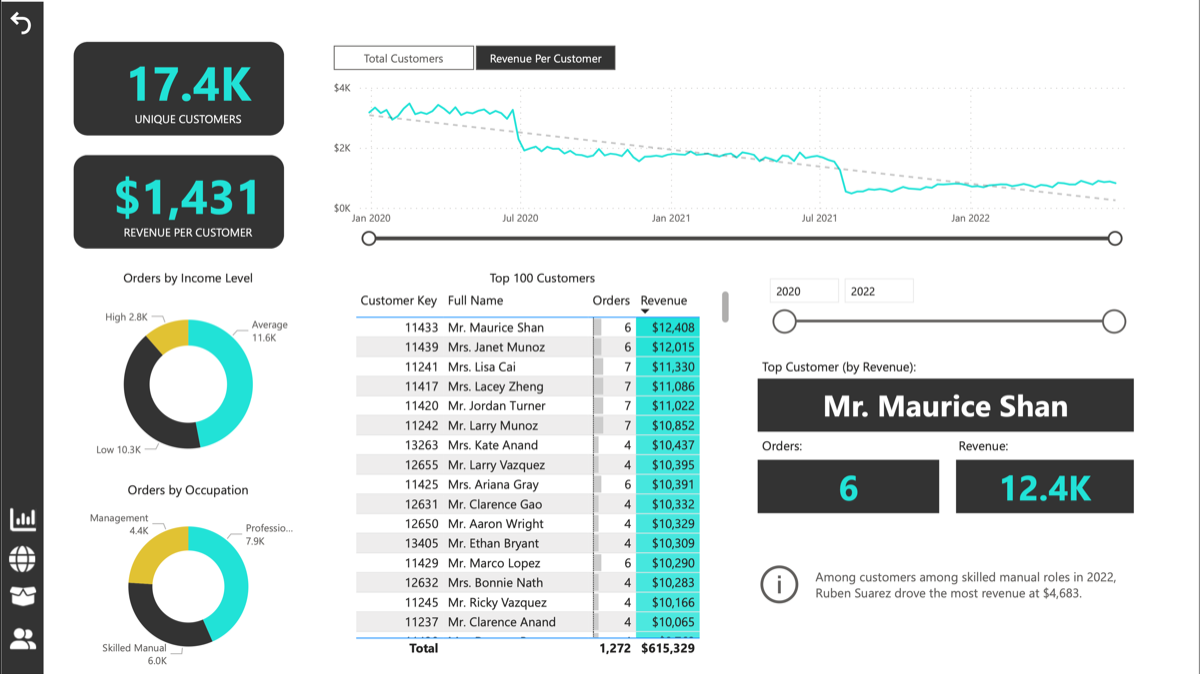 17.4K
UNIQUE CUSTOMERS
$1,431
REVENUE PER CUSTOMER
Total Customers Revenue Per Customer
$4K
$2K
$0K
Jan 2020 Jul 2020 Jan 2021 Jul 2021 Jan 2022
Orders by Income Level
High 2.8K
Average
11.6K
Low 10.3K
Orders by Occupation
Management
4.4K
Professio...
7.9K
Skilled Manual
6.0K
Top 100 Customers
Customer Key Full Name Orders Revenue
11433 Mr. Maurice Shan 6 $12,408
11439 Mrs. Janet Munoz 6 $12,015
11241 Mrs. Lisa Cai 7 $11,330
11417 Mrs. Lacey Zheng 7 $11,086
11420 Mr. Jordan Turner 7 $11,022
11242 Mr. Larry Munoz 7 $10,852
13263 Mrs. Kate Anand 4 $10,437
12655 Mr. Larry Vazquez 4 $10,395
11425 Mrs. Ariana Gray 6 $10,391
12631 Mr. Clarence Gao 4 $10,332
12650 Mr. Aaron Wright 4 $10,329
13405 Mr. Ethan Bryant 4 $10,309
11429 Mr. Marco Lopez 6 $10,290
12632 Mrs. Bonnie Nath 4 $10,283
11245 Mr. Ricky Vazquez 4 $10,166
11237 Mr. Clarence Anand 4 $10,065
Total 1,272 $615,329
2020 2022
Top Customer (by Revenue):
Mr. Maurice Shan
Orders: Revenue:
6 12.4K
i
Among customers among skilled manual roles in 2022,
Ruben Suarez drove the most revenue at $4,683.